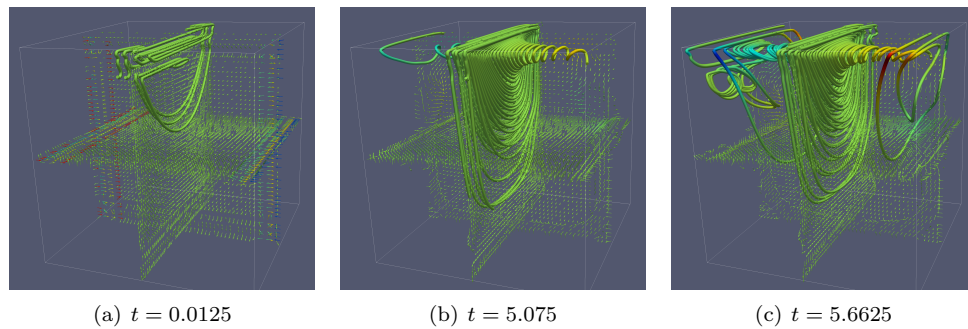 (a) t = 0.0125
(b) t = 5.075
(c) t = 5.6625